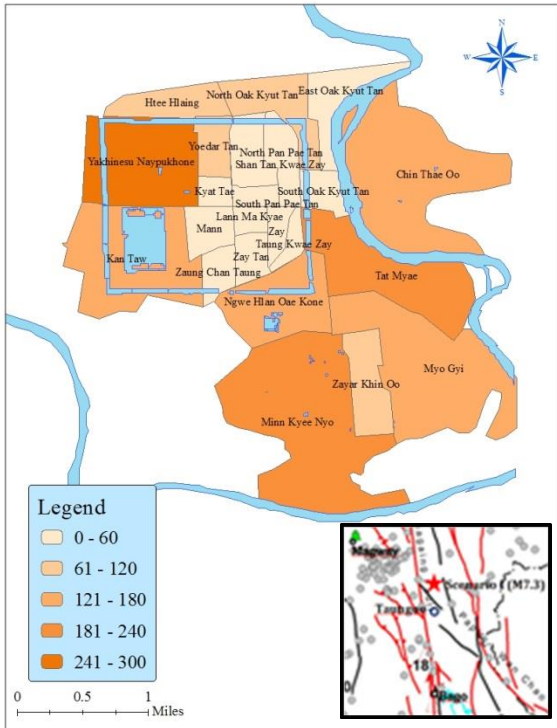 N
W
E
S
North Oak Kyut Tan
East Oak Kyut Tan
Htee Hlaing
Yoedar Tan
North Pan Pae Tan
Yakhinesu Naypukhone
Shan Tan Kwae Zay
Chin Thae Oo
Kyat Tae
South Oak Kyut Tan
South Pan Pae Tan
Lann Ma Kyae
Mann
Zay
Taung Kwae Zay
Kan Taw
Zay Tan
Zaung Chan Taung
Tat Myae
Ngwe Hlan Oae Kone
Myo Gyi
Zayar Khin Oo
Minn Kyee Nyo
Legend
0 - 60
61 - 120
121 - 180
181 - 240
241 - 300
0 0.5 1
Miles
Magway
Scenario I (M7.3)
Taungoo
18
0
Bago